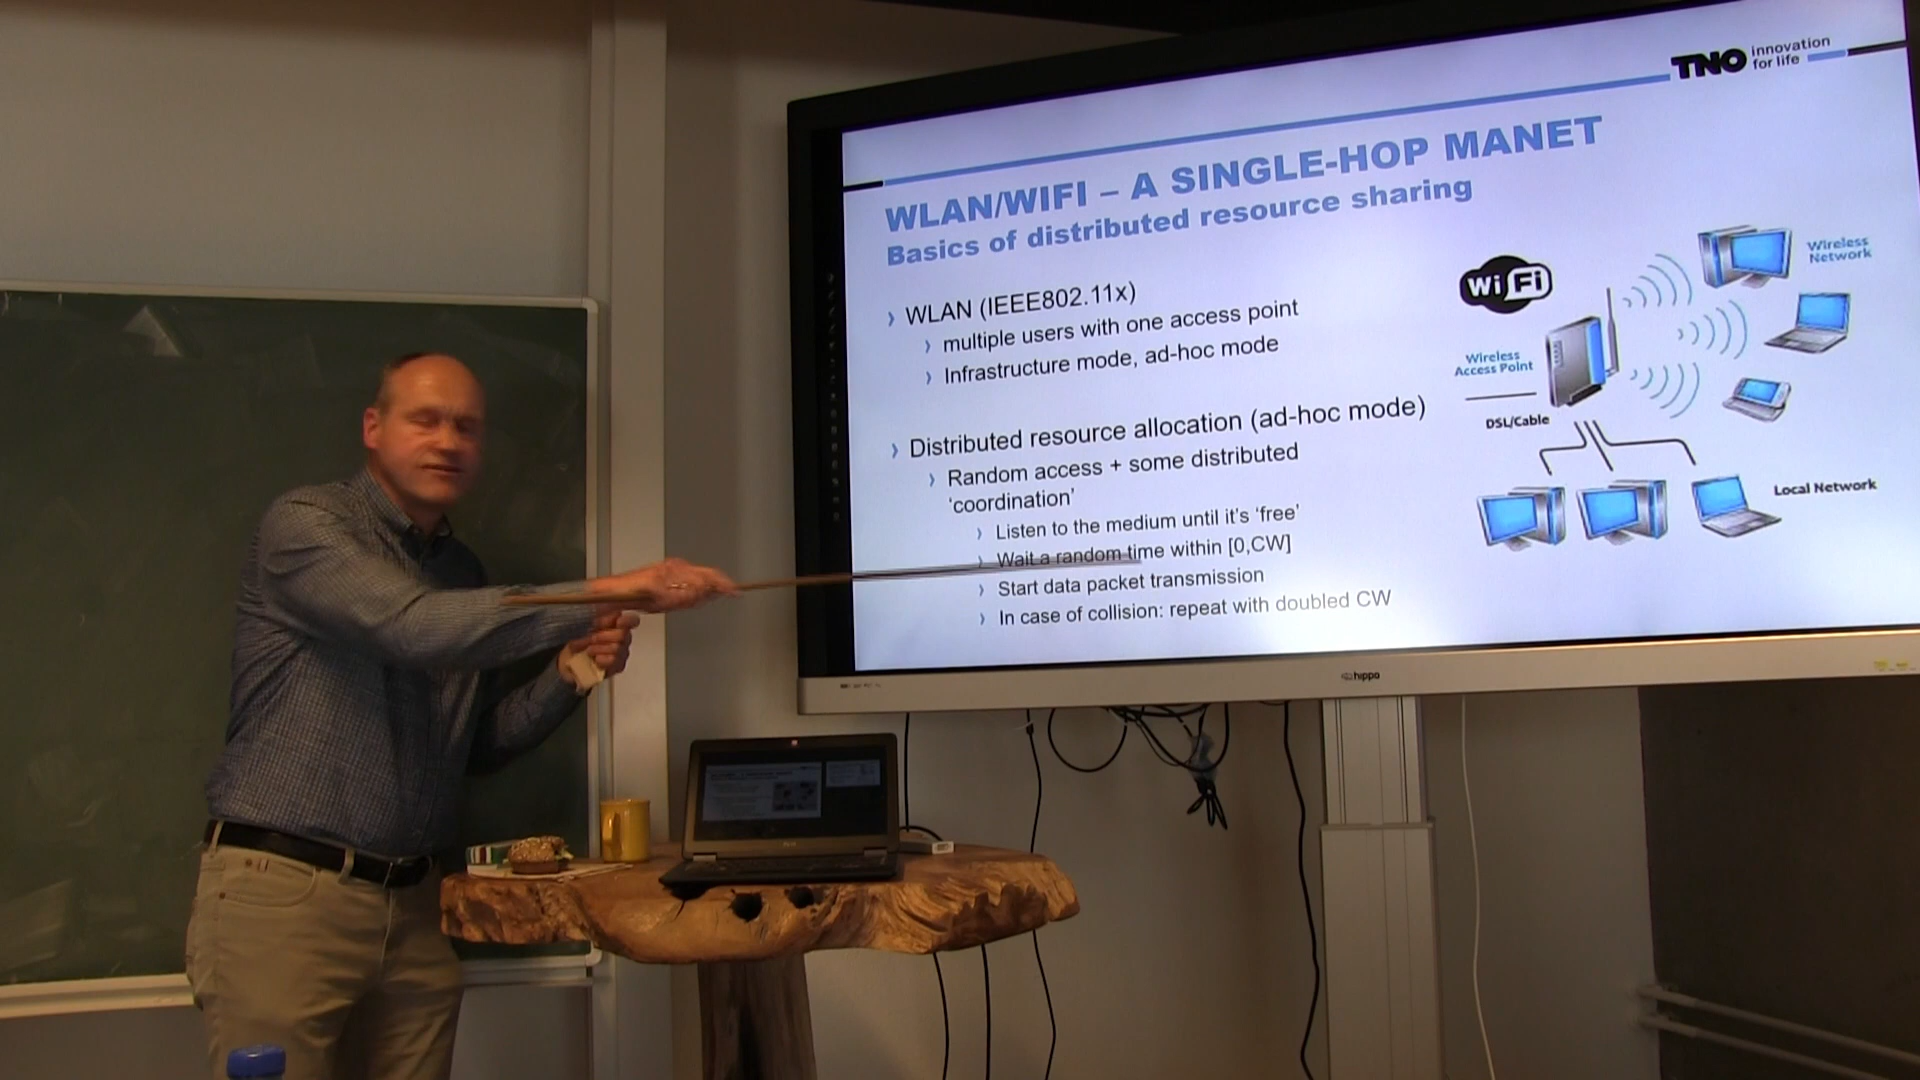 TNO innovation
for life
WLAN/WIFI – A SINGLE-HOP MANET
Basics of distributed resource sharing
› WLAN (IEEE802.11x)
› multiple users with one access point
› Infrastructure mode, ad-hoc mode
› Distributed resource allocation (ad-hoc mode)
› Random access + some distributed
‘coordination’
› Listen to the medium until it’s ‘free’
› Wait a random time within [0,CW]
› Start data packet transmission
› In case of collision: repeat with doubled CW
WiFi
Wireless
Network
Wireless
Access Point
DSL/Cable
Local Network
hippo